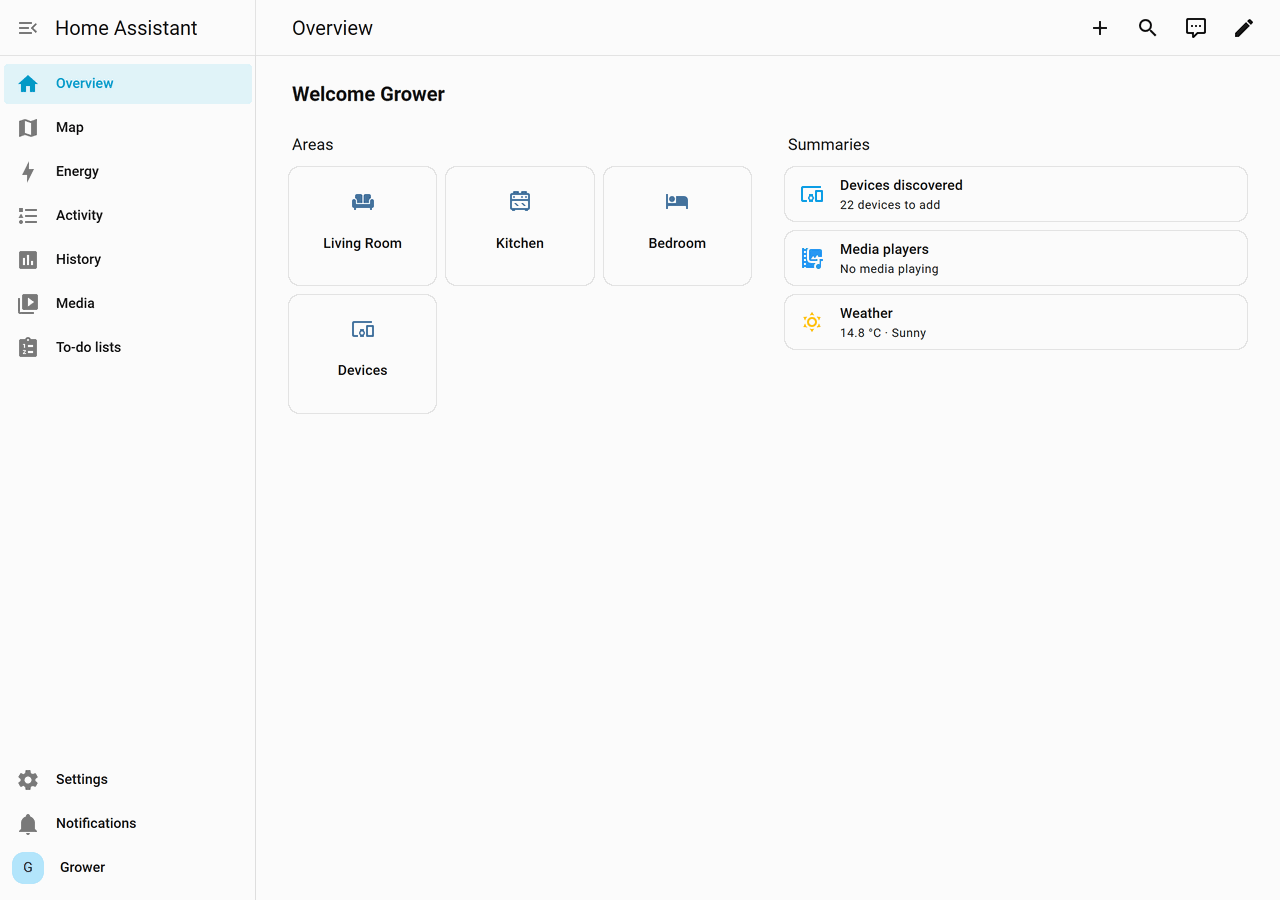 Home Assistant
Overview
Overview
Map
Energy
Activity
History
Media
To-do lists
Settings
Notifications
G
Grower
Welcome Grower
Areas
Living Room
Kitchen
Bedroom
Devices
Summaries
Devices discovered
22 devices to add
Media players
No media playing
Weather
14.8 °C · Sunny